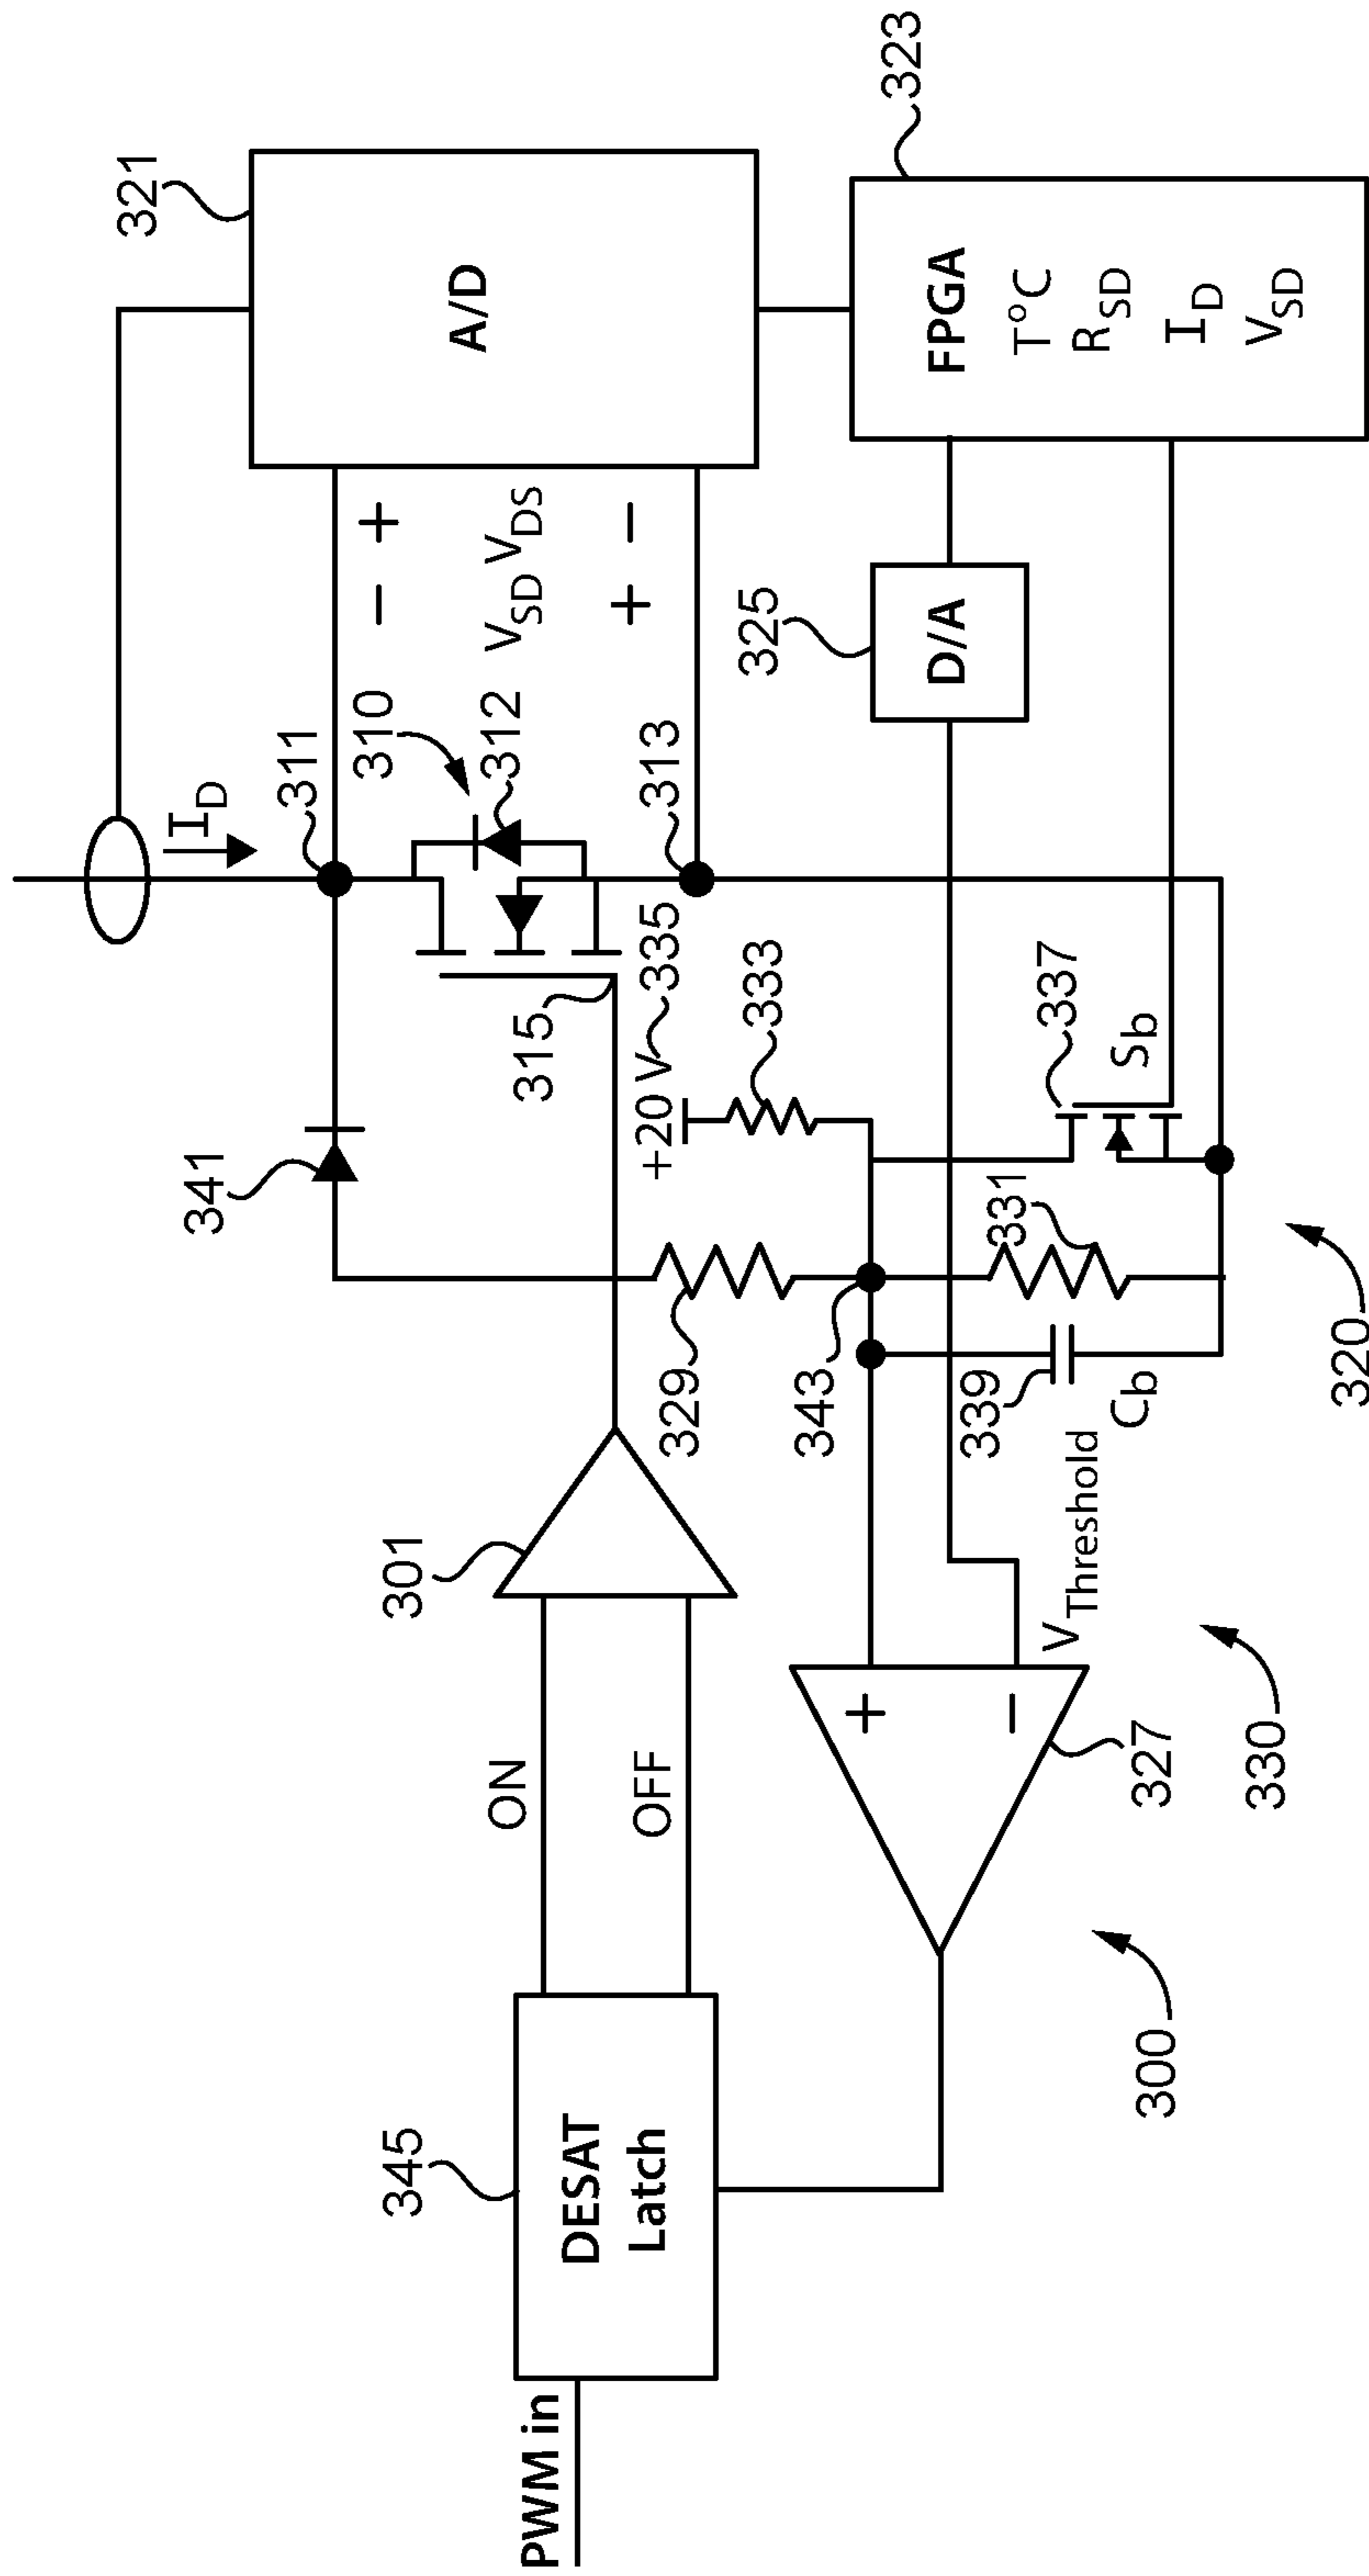 PWM in
345
DESAT
Latch
ON
OFF
301
341
I_D
311
310
312
313
315
V_SD V_DS
− +
+ −
321
A/D
323
FPGA
T°C
R_SD
I_D
V_SD
325
D/A
+20 V
335
333
329
343
331
337
S_b
339
C_b
V_Threshold
+
−
327
300
330
320